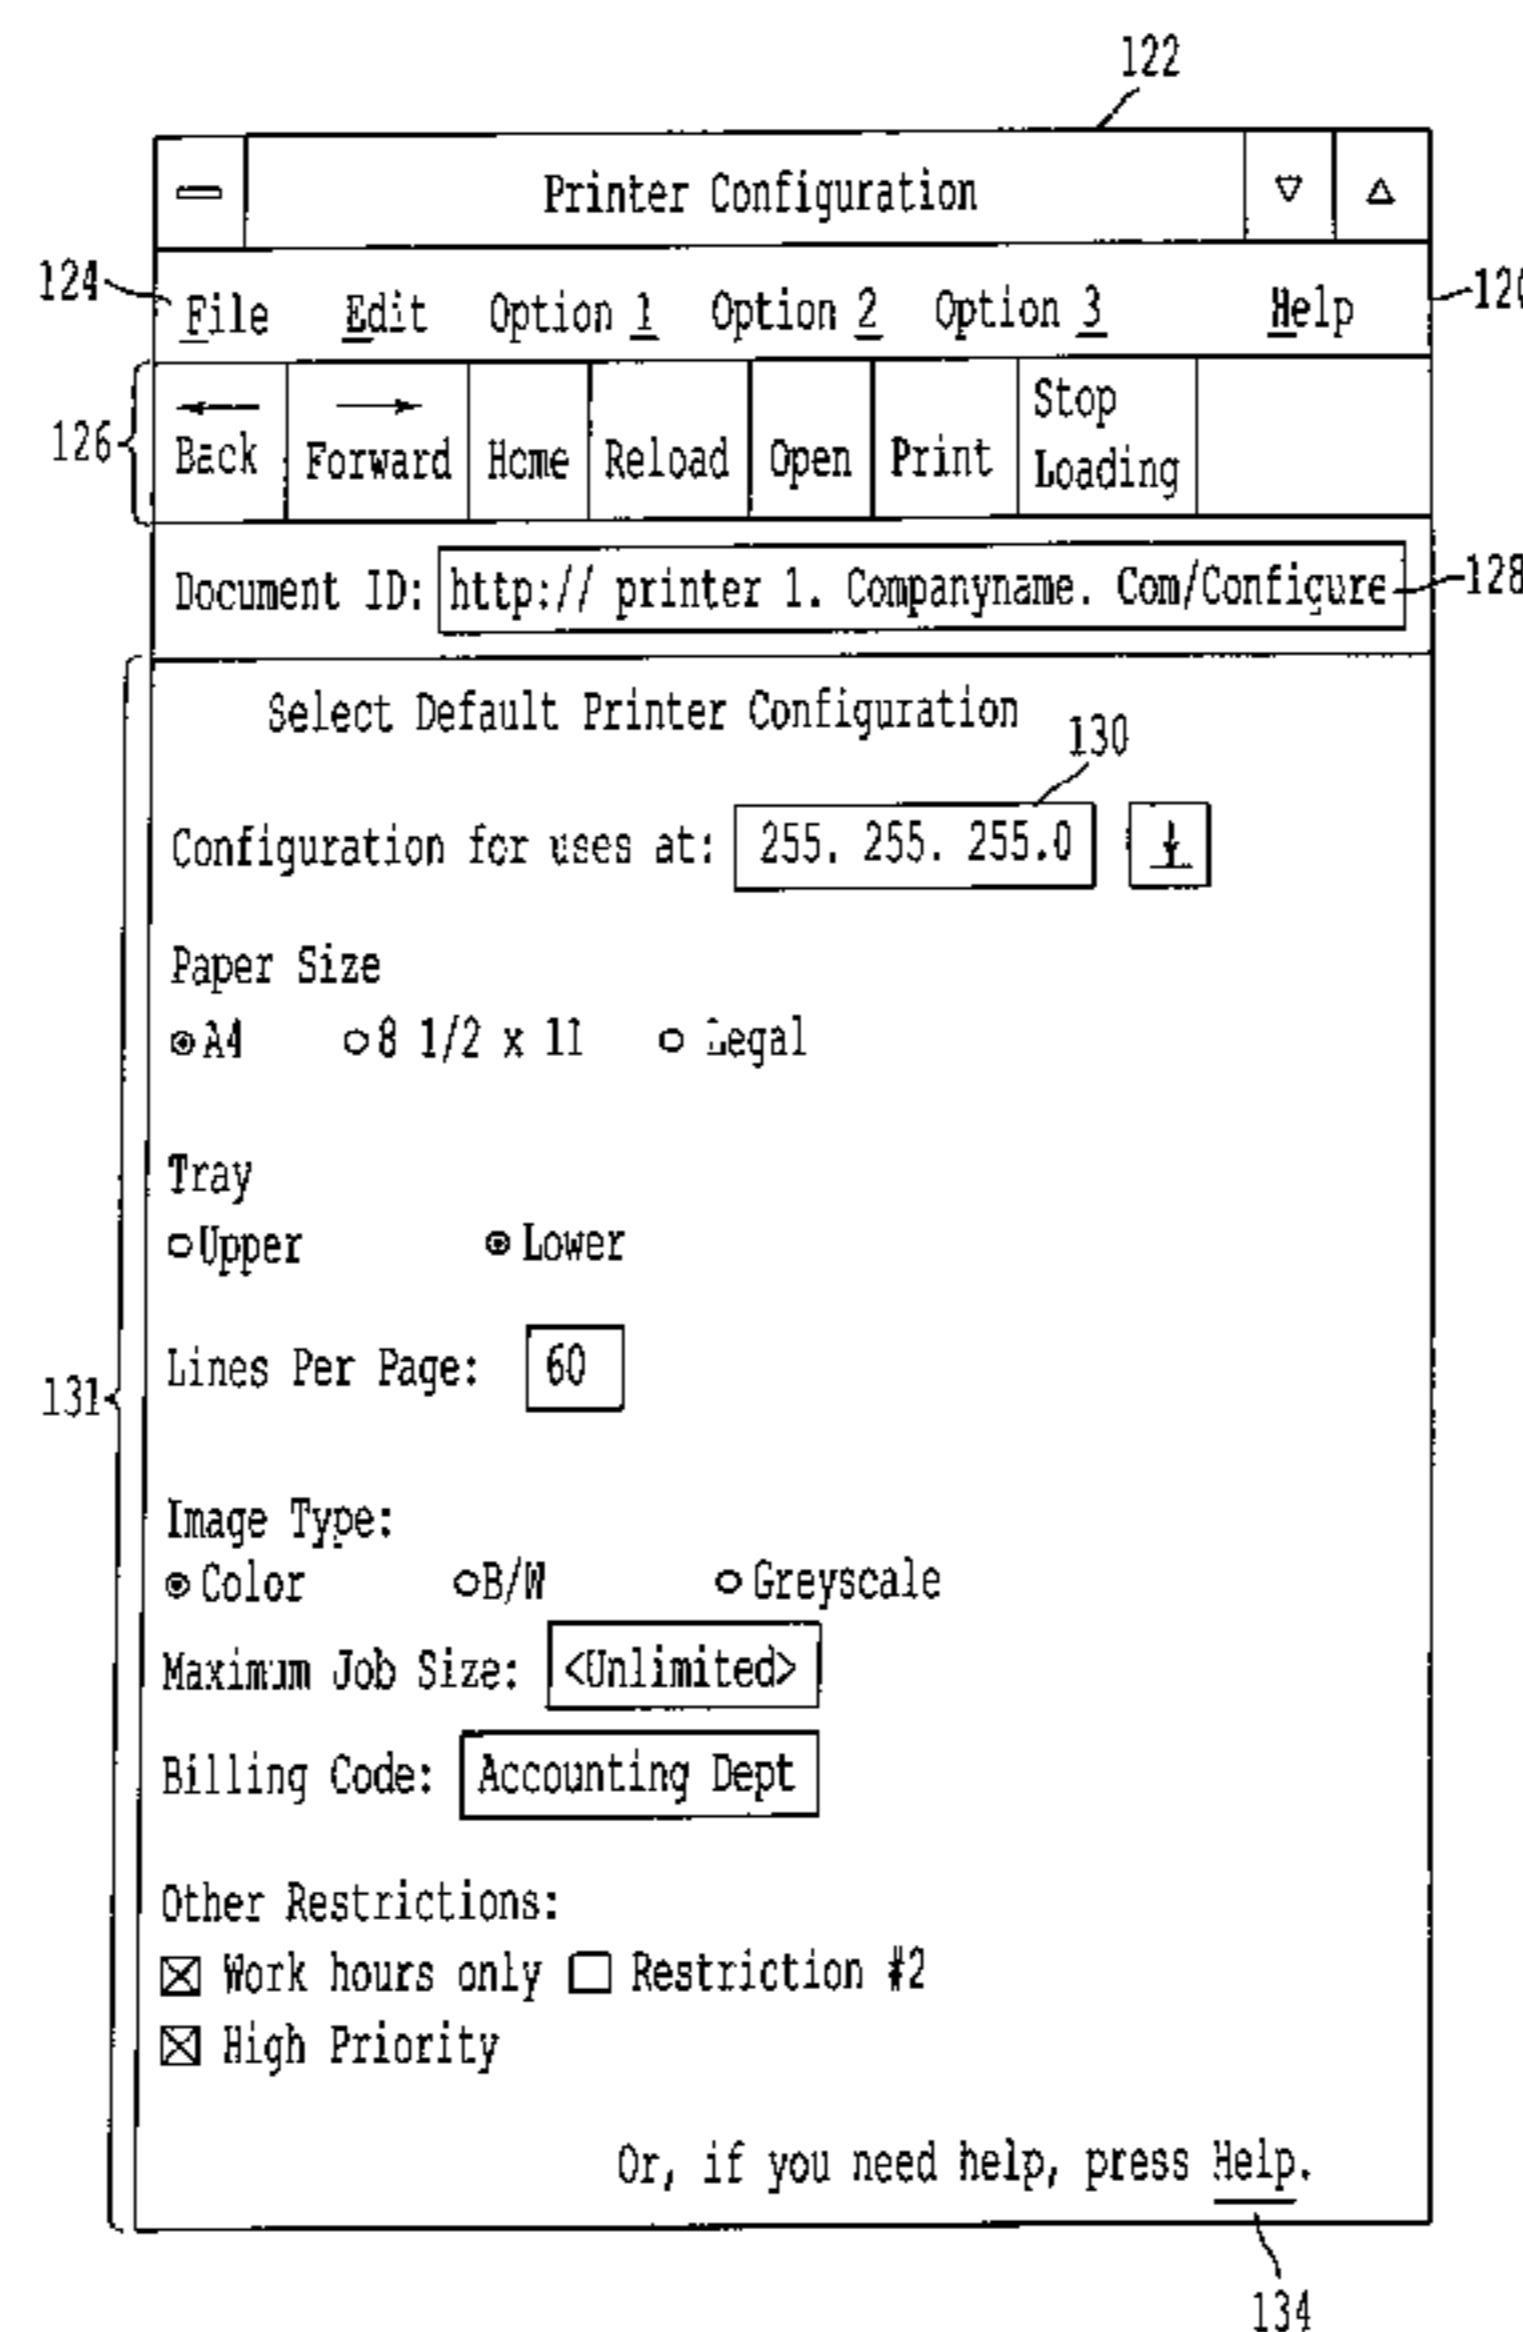 122
Printer Configuration
124
File Edit Option 1 Option 2 Option 3 Help
120
126
Back Forward Home Reload Open Print Stop Loading
Document ID: http:// printer 1. Companyname. Com/Configure
128
Select Default Printer Configuration
130
Configuration for uses at: 255. 255. 255.0
Paper Size
A4 8 1/2 x 11 Legal
Tray
Upper Lower
Lines Per Page: 60
131
Image Type:
Color B/W Greyscale
Maximum Job Size: <Unlimited>
Billing Code: Accounting Dept
Other Restrictions:
Work hours only Restriction #2
High Priority
Or, if you need help, press Help.
134